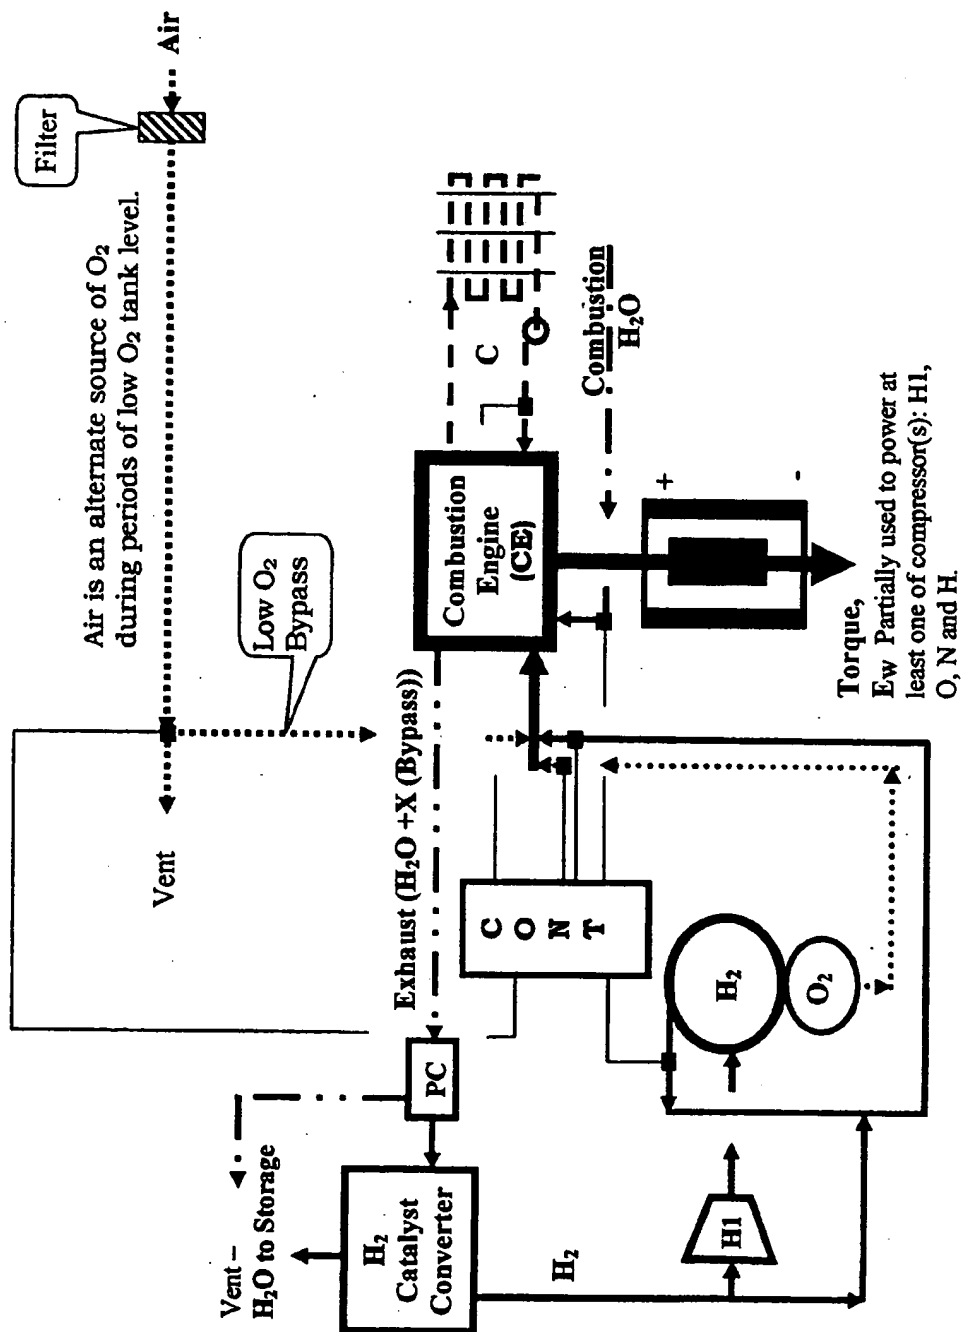 Air
Filter
Air is an alternate source of O₂
during periods of low O₂ tank level.
Low O₂
Bypass
Vent
C
Combustion
H₂O
Combustion
Engine
(CE)
+
-
Torque,
Ew Partially used to power at
least one of compressor(s): H1,
O, N and H.
Exhaust (H₂O +X (Bypass))
C
O
N
T
H₂
O₂
PC
Vent –
H₂O to Storage
H₂
Catalyst
Converter
H₂
H1